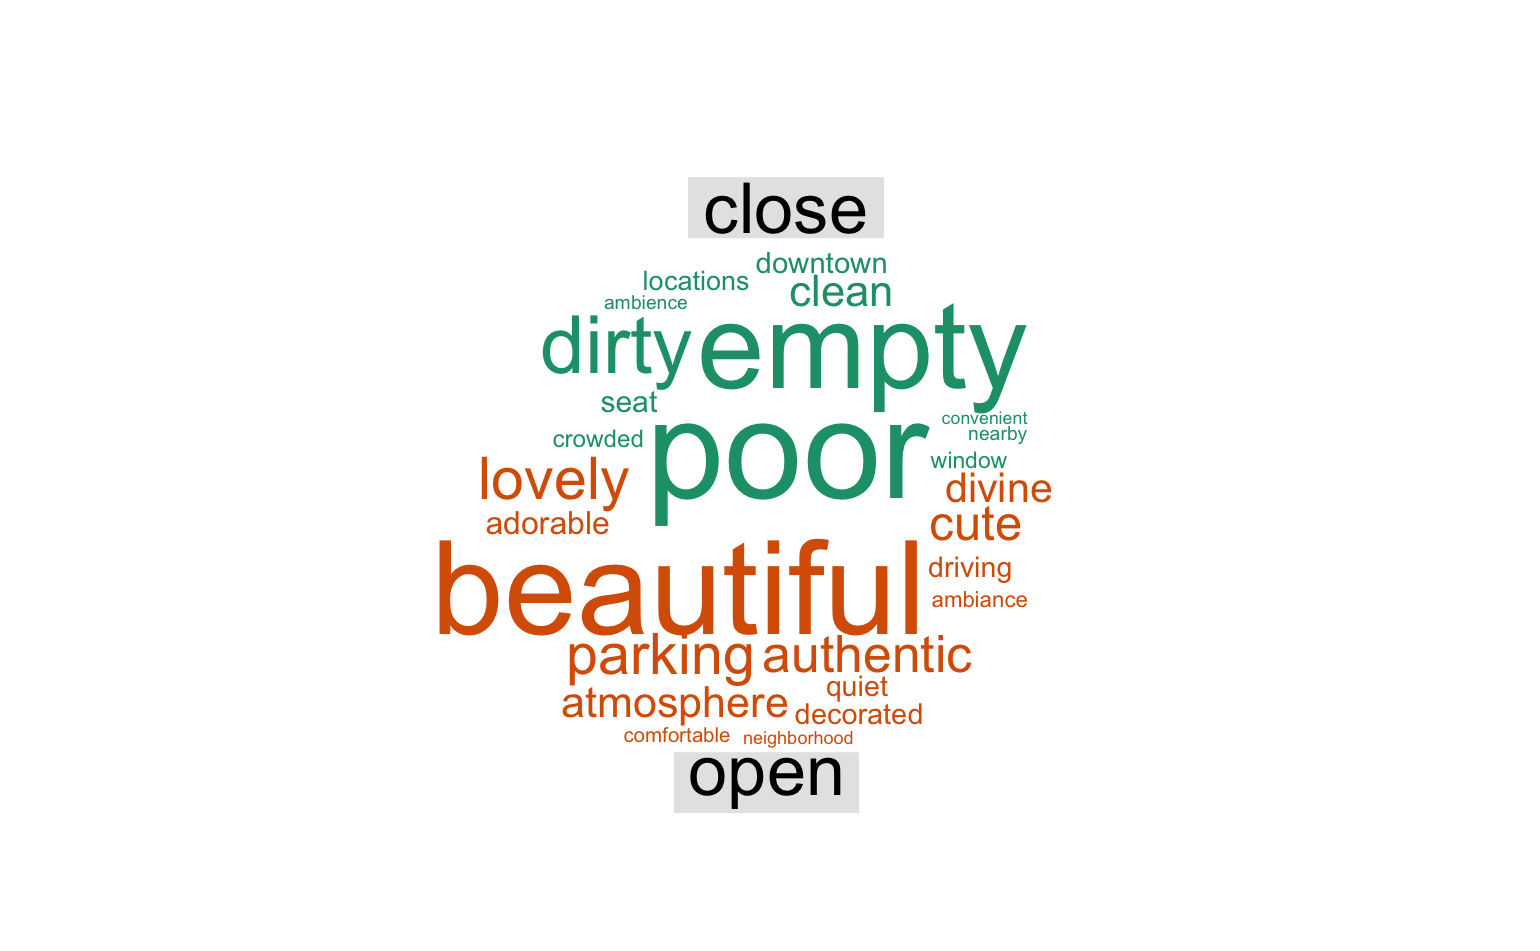 close
downtown
locations
clean
ambience
dirty
empty
seat
convenient
nearby
crowded
poor
window
lovely
divine
adorable
cute
beautiful
driving
ambiance
parking
authentic
quiet
atmosphere
decorated
comfortable
neighborhood
open